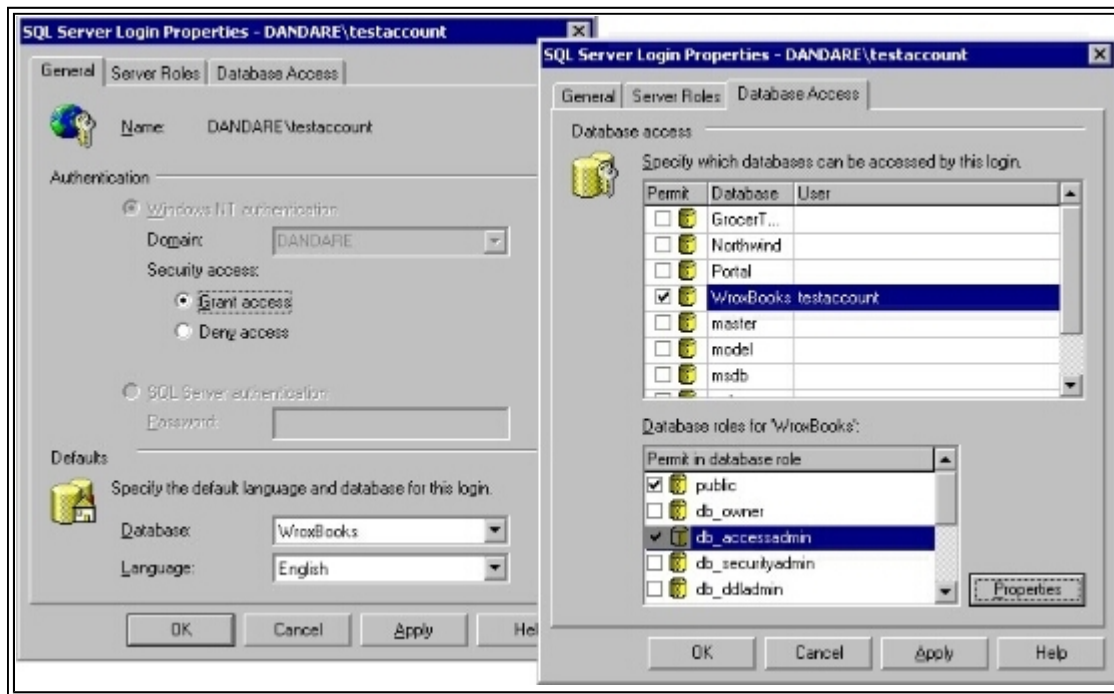 SQL Server Login Properties - DANDARE\testaccount
General Server Roles Database Access
Name: DANDARE\testaccount
Authentication
Windows NT authentication
Domain: DANDARE
Security access:
Grant access
Deny access
SQL Server authentication
Password:
Defaults
Specify the default language and database for this login.
Database: WroxBooks
Language: English
OK Cancel Apply Hel
SQL Server Login Properties - DANDARE\testaccount
General Server Roles Database Access
Database access
Specify which databases can be accessed by this login.
Permit Database User
GrocerT...
Northwind
Portal
WroxBooks testaccount
master
model
msdb
Database roles for 'WroxBooks':
Permit in database role
public
db_owner
db_accessadmin
db_securityadmin
db_ddladmin
Properties
OK Cancel Apply Help